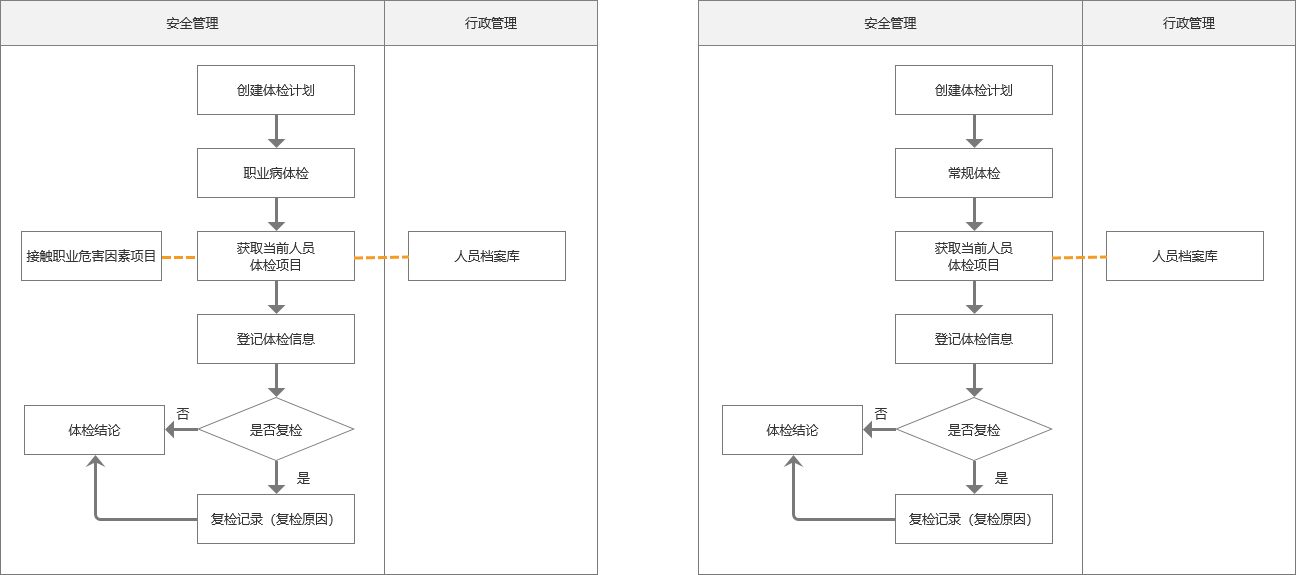 安全管理
行政管理
创建体检计划
职业病体检
接触职业危害因素项目
获取当前人员
体检项目
人员档案库
登记体检信息
否
体检结论
是否复检
是
复检记录（复检原因）
安全管理
行政管理
创建体检计划
常规体检
获取当前人员
体检项目
人员档案库
登记体检信息
否
体检结论
是否复检
是
复检记录（复检原因）